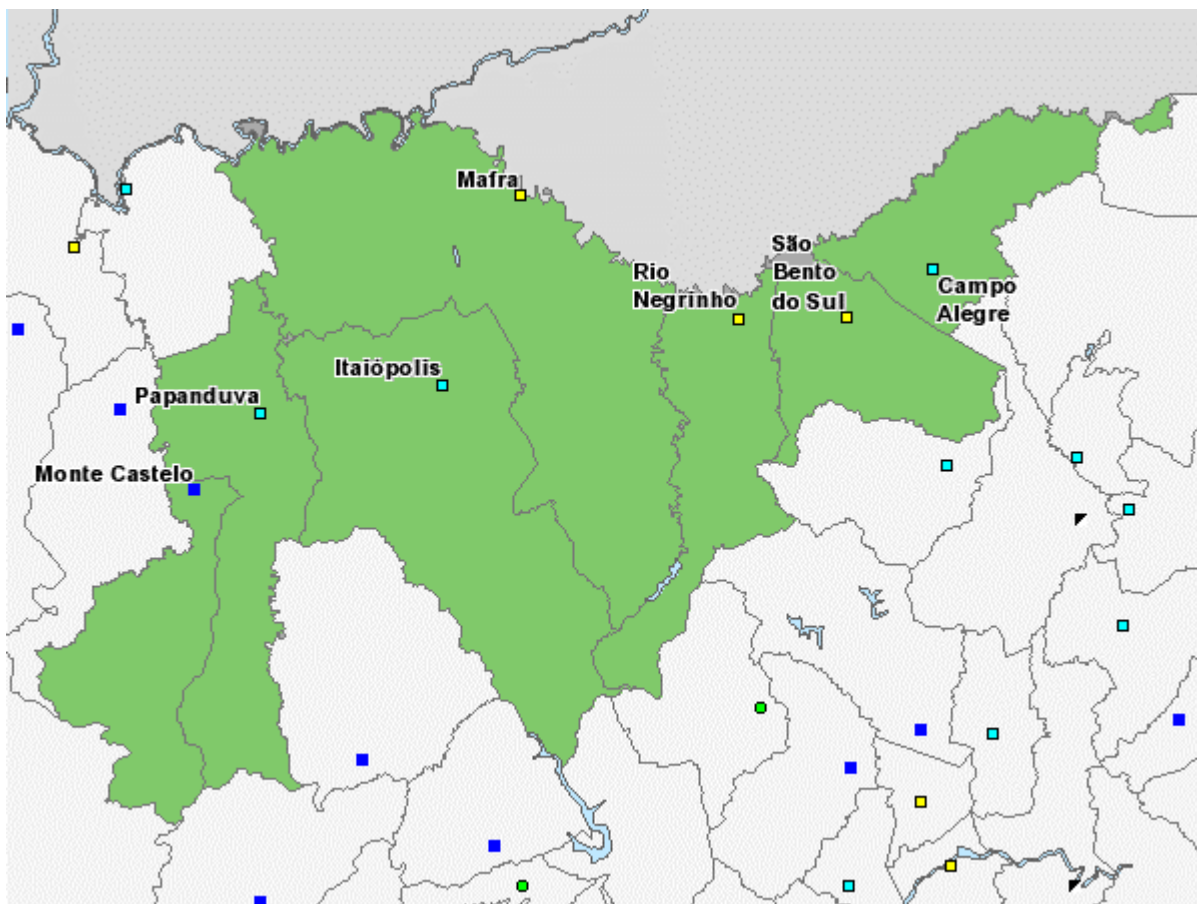 Mafra
São
Bento
do Sul
Rio
Negrinho
Campo
Alegre
Itaiópolis
Papanduva
Monte Castelo